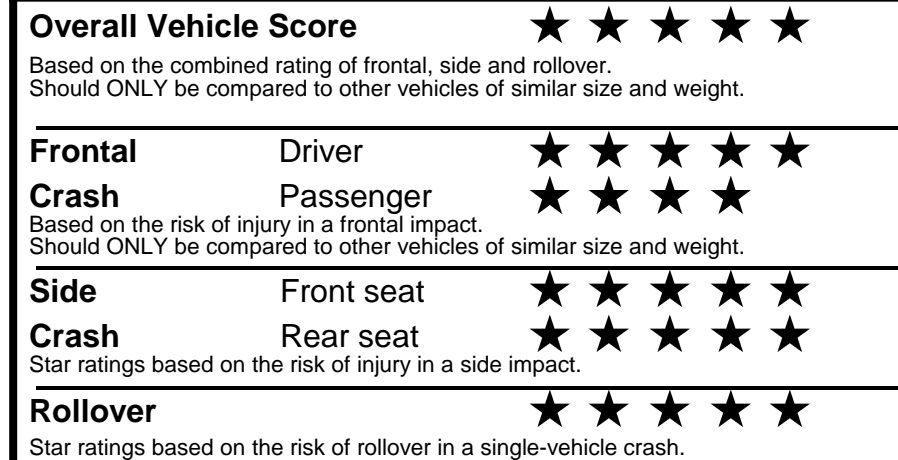 Overall Vehicle Score ★ ★ ★ ★ ★
Based on the combined rating of frontal, side and rollover.
Should ONLY be compared to other vehicles of similar size and weight.
Frontal Driver ★ ★ ★ ★ ★
Crash Passenger ★ ★ ★ ★
Based on the risk of injury in a frontal impact.
Should ONLY be compared to other vehicles of similar size and weight.
Side Front seat ★ ★ ★ ★ ★
Crash Rear seat ★ ★ ★ ★ ★
Star ratings based on the risk of injury in a side impact.
Rollover ★ ★ ★ ★ ★
Star ratings based on the risk of rollover in a single-vehicle crash.